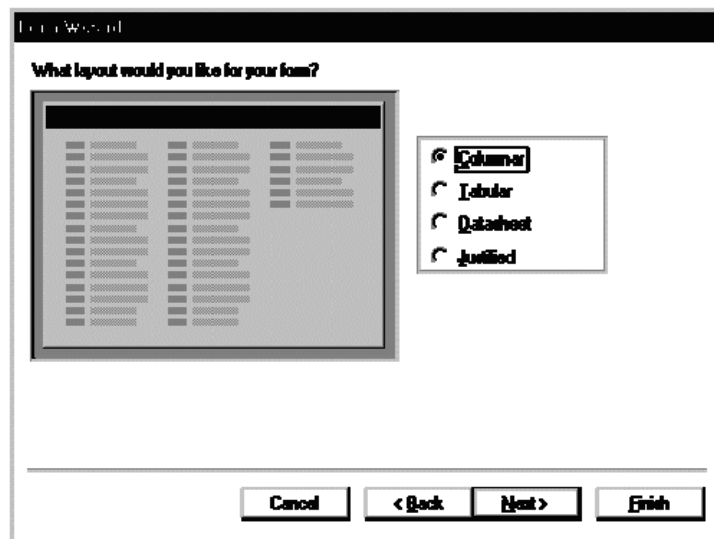 Form Wizard
What layout would you like for your form?
Columnar
Tabular
Datasheet
Justified
Cancel
< Back
Next >
Finish